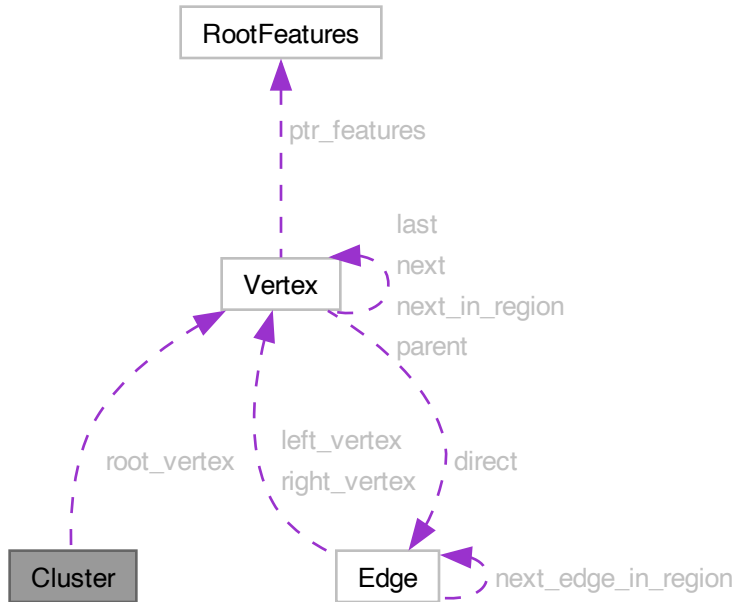 RootFeatures
ptr_features
last
next
next_in_region
parent
Vertex
root_vertex
left_vertex
right_vertex
direct
Cluster
Edge
next_edge_in_region